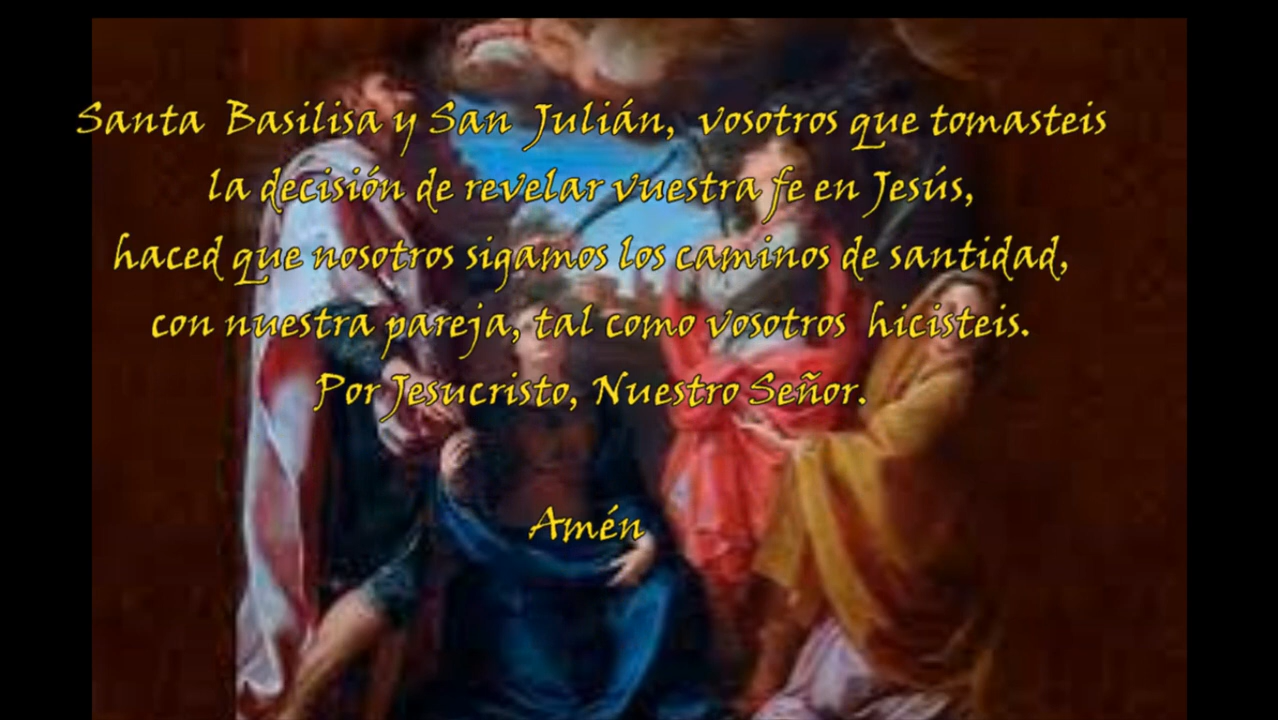 Santa Basilisa y San Julián, vosotros que tomasteis
la decisión de revelar vuestra fe en Jesús,
haced que nosotros sigamos los caminos de santidad,
con nuestra pareja, tal como vosotros hicisteis.
Por Jesucristo, Nuestro Señor.
Amén